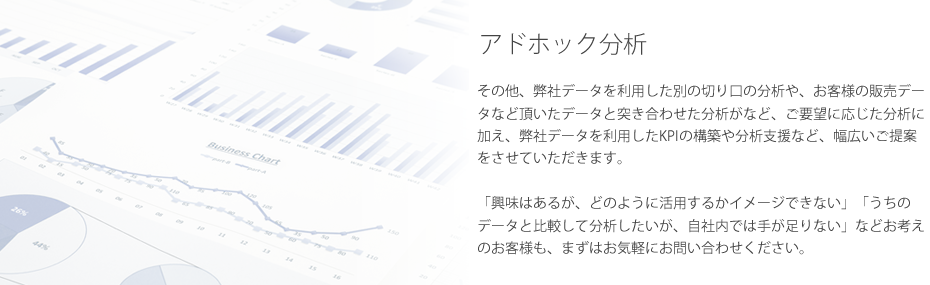 アドホック分析
その他、弊社データを利用した別の切り口の分析や、お客様の販売デー
タなど頂いたデータと突き合わせた分析がなど、ご要望に応じた分析に
加え、弊社データを利用したKPIの構築や分析支援など、幅広いご提案
をさせていただきます。
「興味はあるが、どのように活用するかイメージできない」「うちの
データと比較して分析したいが、自社内では手が足りない」などお考え
のお客様も、まずはお気軽にお問い合わせください。
Business Chart
26%
44%